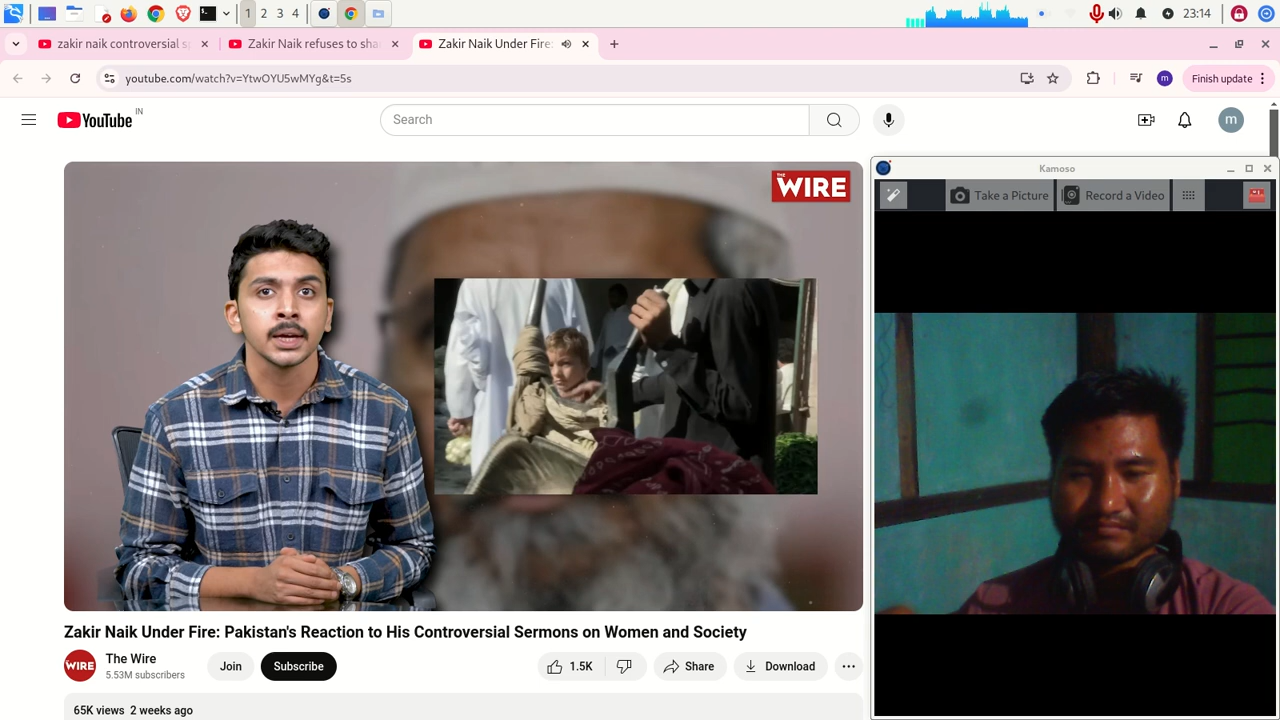 1 2 3 4
23:14
zakir naik controversial s
Zakir Naik refuses to sha
Zakir Naik Under Fire:
youtube.com/watch?v=YtwOYU5wMYg&t=5s
m
Finish update
YouTube IN
Search
m
THE WIRE
Kamoso
Take a Picture
Record a Video
Zakir Naik Under Fire: Pakistan's Reaction to His Controversial Sermons on Women and Society
WIRE
The Wire
5.53M subscribers
Join
Subscribe
1.5K
Share
Download
65K views 2 weeks ago